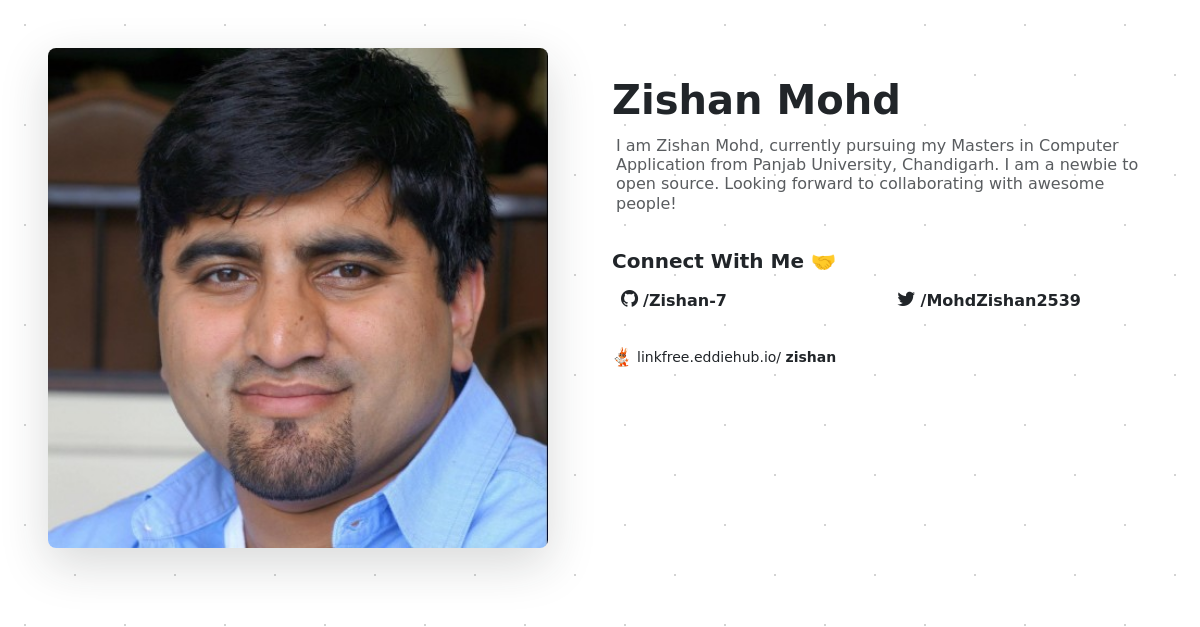 Zishan Mohd
I am Zishan Mohd, currently pursuing my Masters in Computer
Application from Panjab University, Chandigarh. I am a newbie to
open source. Looking forward to collaborating with awesome
people!
Connect With Me 🤝
/Zishan-7
/MohdZishan2539
linkfree.eddiehub.io/ zishan